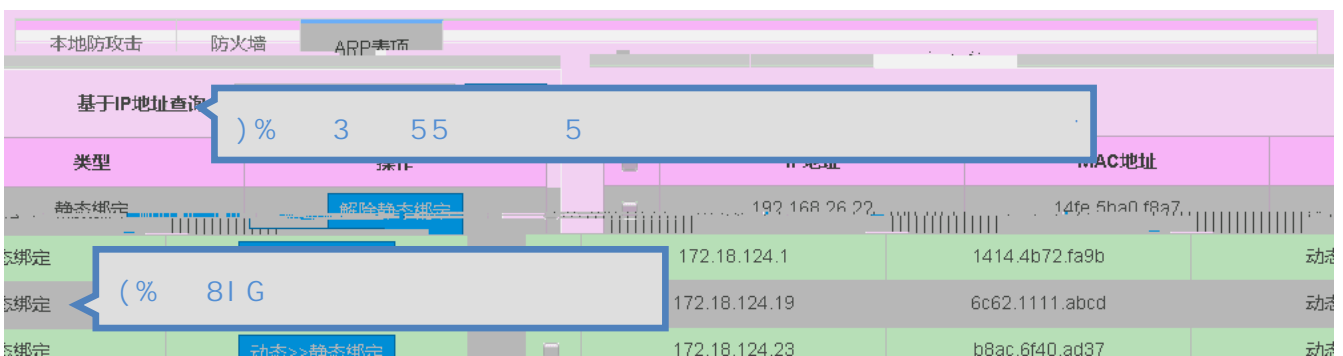 本地防攻击 防火墙 ARP表项
基于IP地址查询
)% 3 55 5
类型 操作 IP地址 MAC地址
静态绑定 解除静态绑定 192.168.26.22 14fe.5ba0.f8a7
态绑定 172.18.124.1 1414.4b72.fa9b 动态
(% 8IG
态绑定 172.18.124.19 6c62.1111.abcd 动态
态绑定 动态>>静态绑定 172.18.124.23 b8ac.6f40.ad37 动态